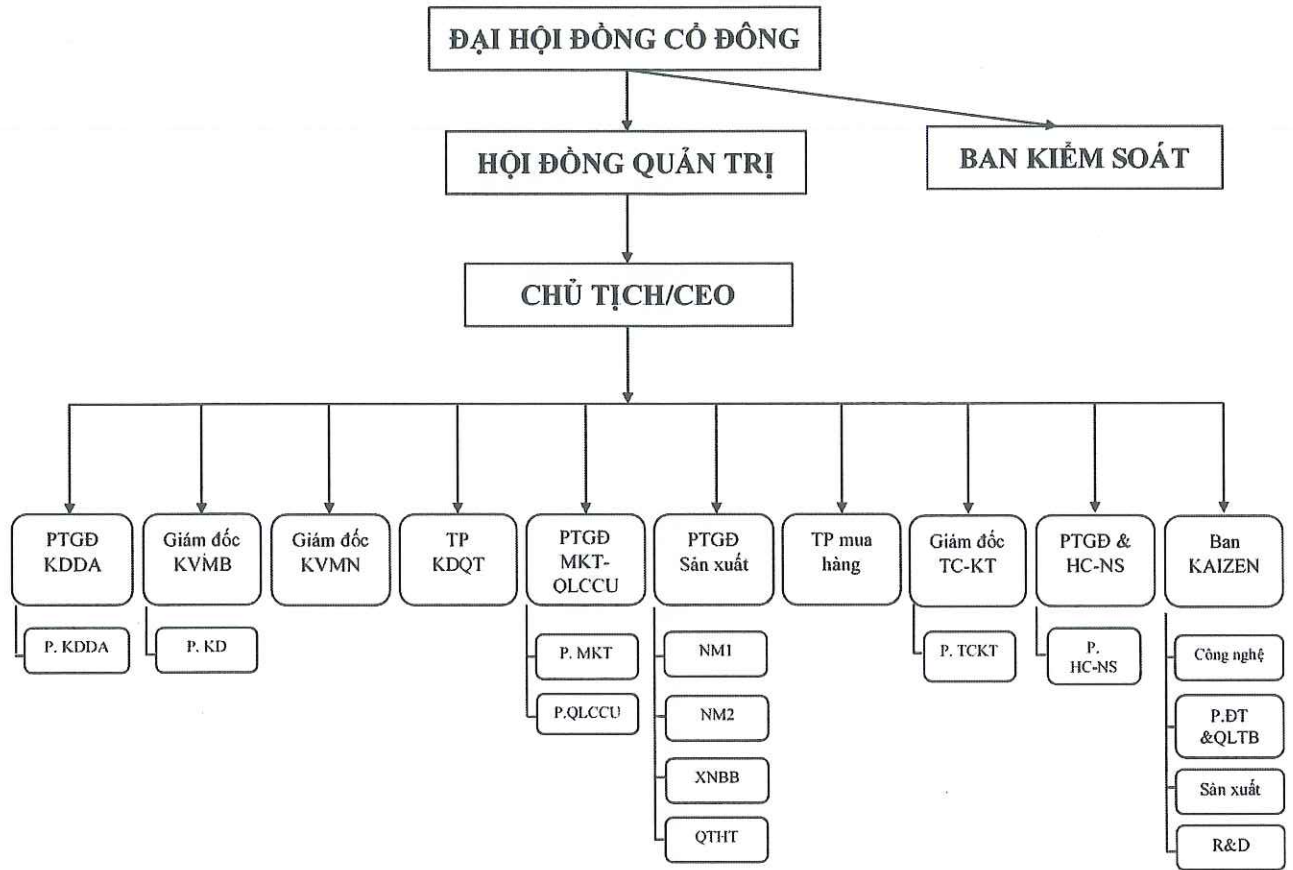 ĐẠI HỘI ĐỒNG CỔ ĐÔNG
HỘI ĐỒNG QUẢN TRỊ
BAN KIỂM SOÁT
CHỦ TỊCH/CEO
PTGĐ
KDDA
Giám đốc
KVMB
Giám đốc
KVMN
TP
KDQT
PTGĐ
MKT-
QLCCU
PTGĐ
Sản xuất
TP mua
hàng
Giám đốc
TC-KT
PTGĐ &
HC-NS
Ban
KAIZEN
P. KDDA
P. KD
P. MKT
P.QLCCU
NM1
NM2
XNBB
QTHT
P. TCKT
P.
HC-NS
Công nghệ
P.ĐT
&QLTB
Sản xuất
R&D